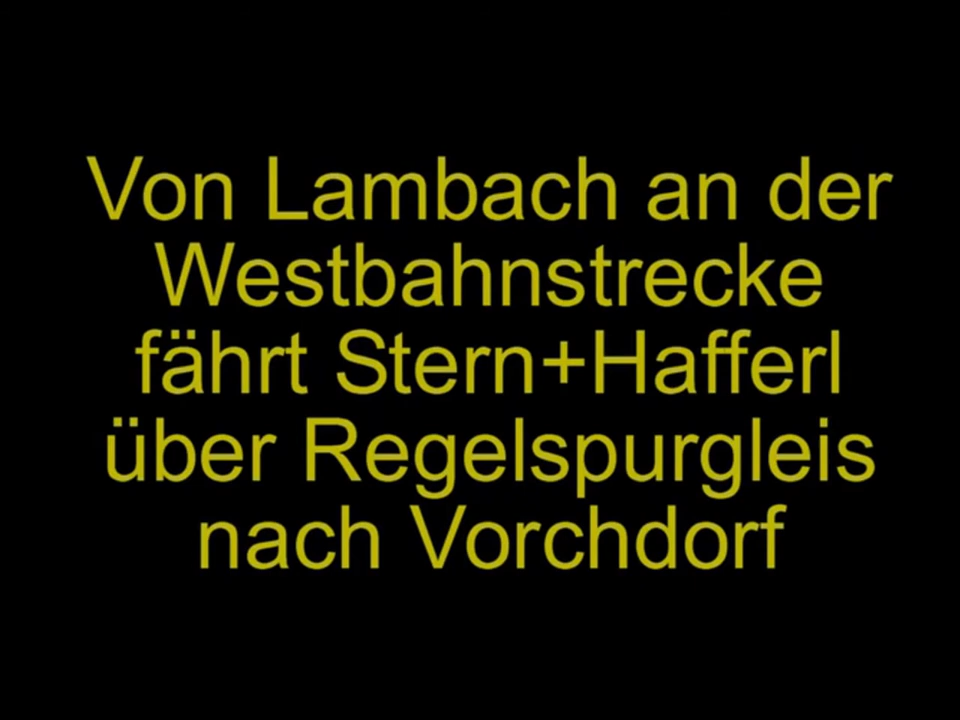 Von Lambach an der
Westbahnstrecke
fährt Stern+Hafferl
über Regelspurgleis
nach Vorchdorf